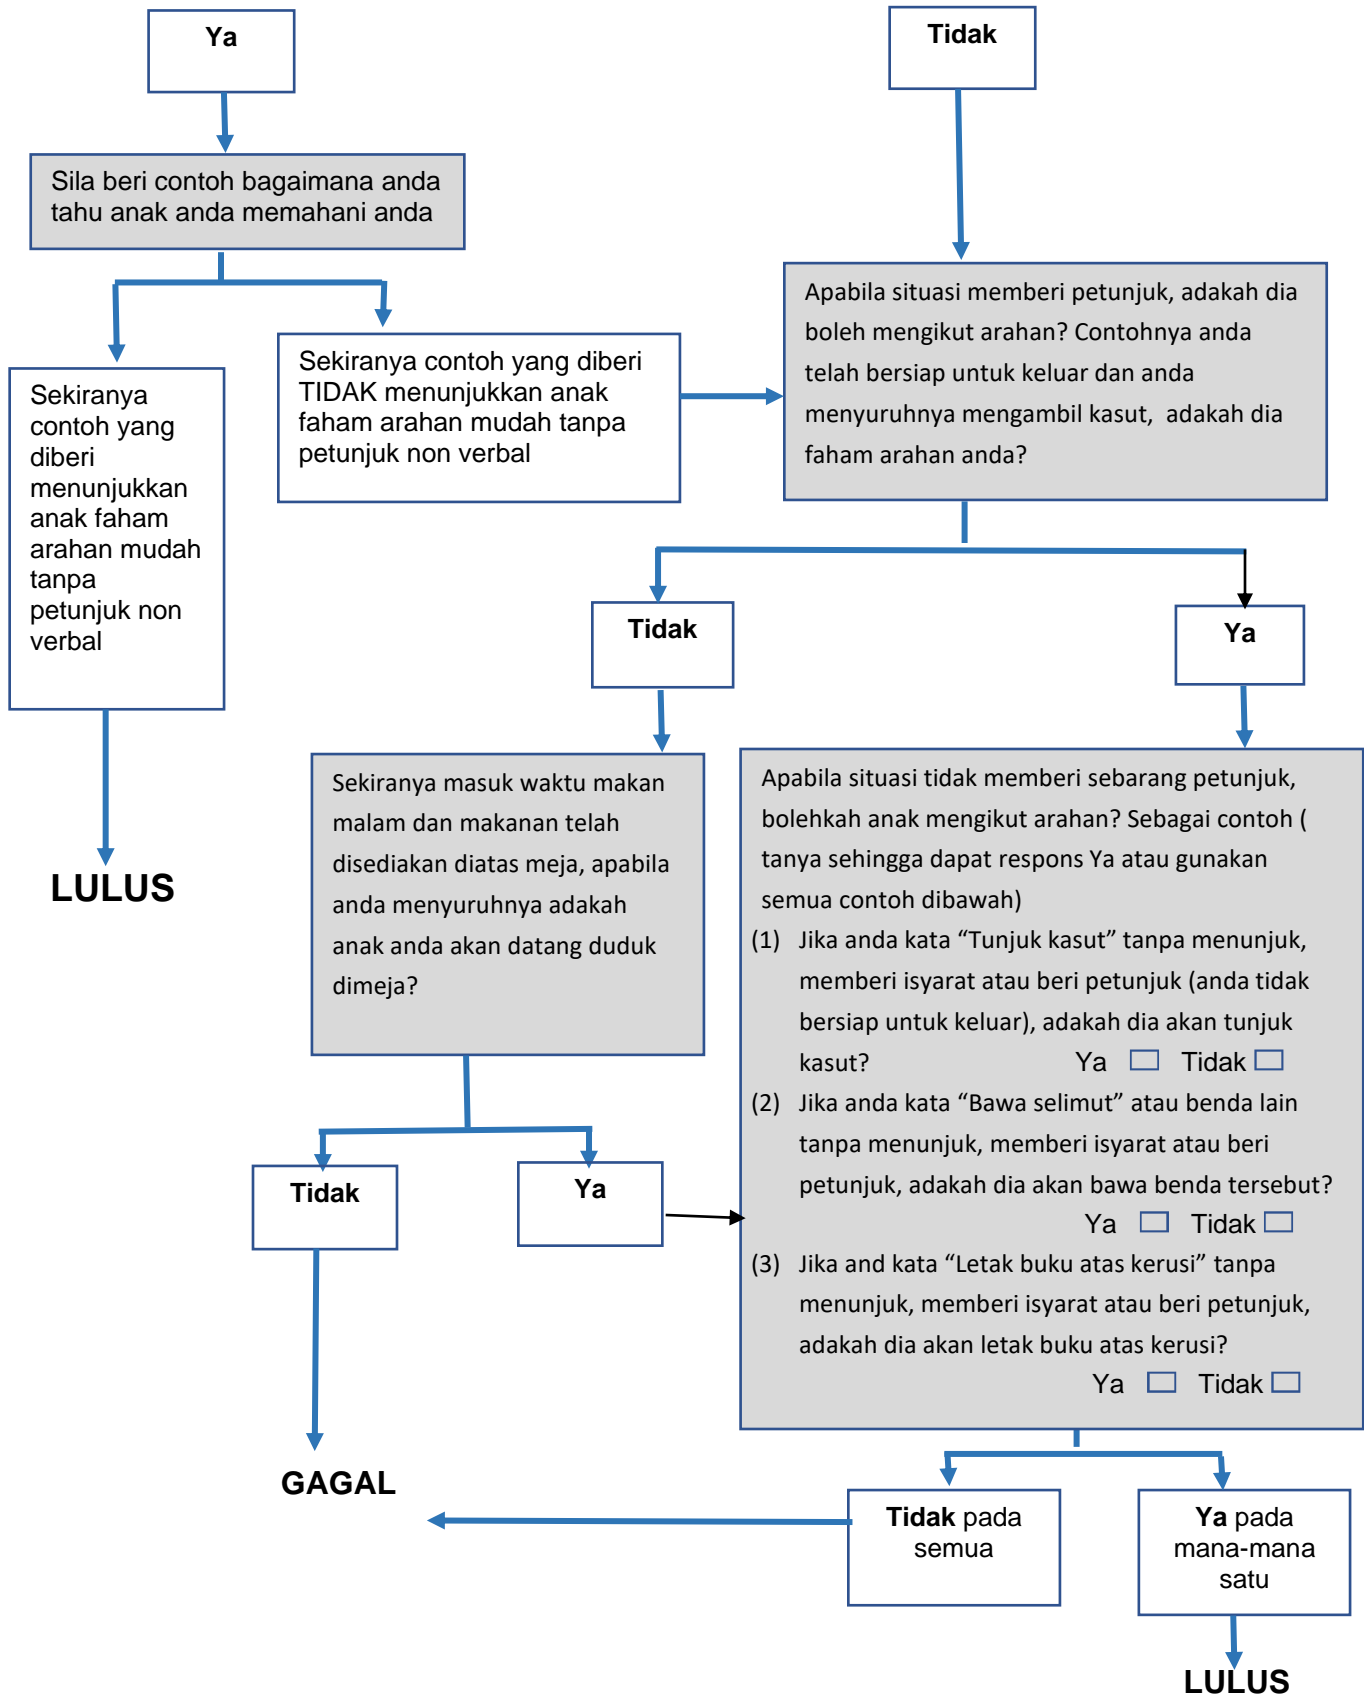 Ya
Tidak
Sila beri contoh bagaimana anda
tahu anak anda memahani anda
Apabila situasi memberi petunjuk, adakah dia
boleh mengikut arahan? Contohnya anda
telah bersiap untuk keluar dan anda
menyuruhnya mengambil kasut, adakah dia
faham arahan anda?
Sekiranya contoh yang diberi
TIDAK menunjukkan anak
faham arahan mudah tanpa
petunjuk non verbal
Sekiranya
contoh yang
diberi
menunjukkan
anak faham
arahan mudah
tanpa
petunjuk non
verbal
Tidak
Ya
LULUS
Sekiranya masuk waktu makan
malam dan makanan telah
disediakan diatas meja, apabila
anda menyuruhnya adakah
anak anda akan datang duduk
dimeja?
Apabila situasi tidak memberi sebarang petunjuk,
bolehkah anak mengikut arahan? Sebagai contoh (
tanya sehingga dapat respons Ya atau gunakan
semua contoh dibawah)
(1) Jika anda kata “Tunjuk kasut” tanpa menunjuk,
memberi isyarat atau beri petunjuk (anda tidak
bersiap untuk keluar), adakah dia akan tunjuk
kasut? Ya ☐ Tidak ☐
(2) Jika anda kata “Bawa selimut” atau benda lain
tanpa menunjuk, memberi isyarat atau beri
petunjuk, adakah dia akan bawa benda tersebut?
Ya ☐ Tidak ☐
(3) Jika and kata “Letak buku atas kerusi” tanpa
menunjuk, memberi isyarat atau beri petunjuk,
adakah dia akan letak buku atas kerusi?
Ya ☐ Tidak ☐
Tidak
Ya
GAGAL
Tidak pada
semua
Ya pada
mana-mana
satu
LULUS